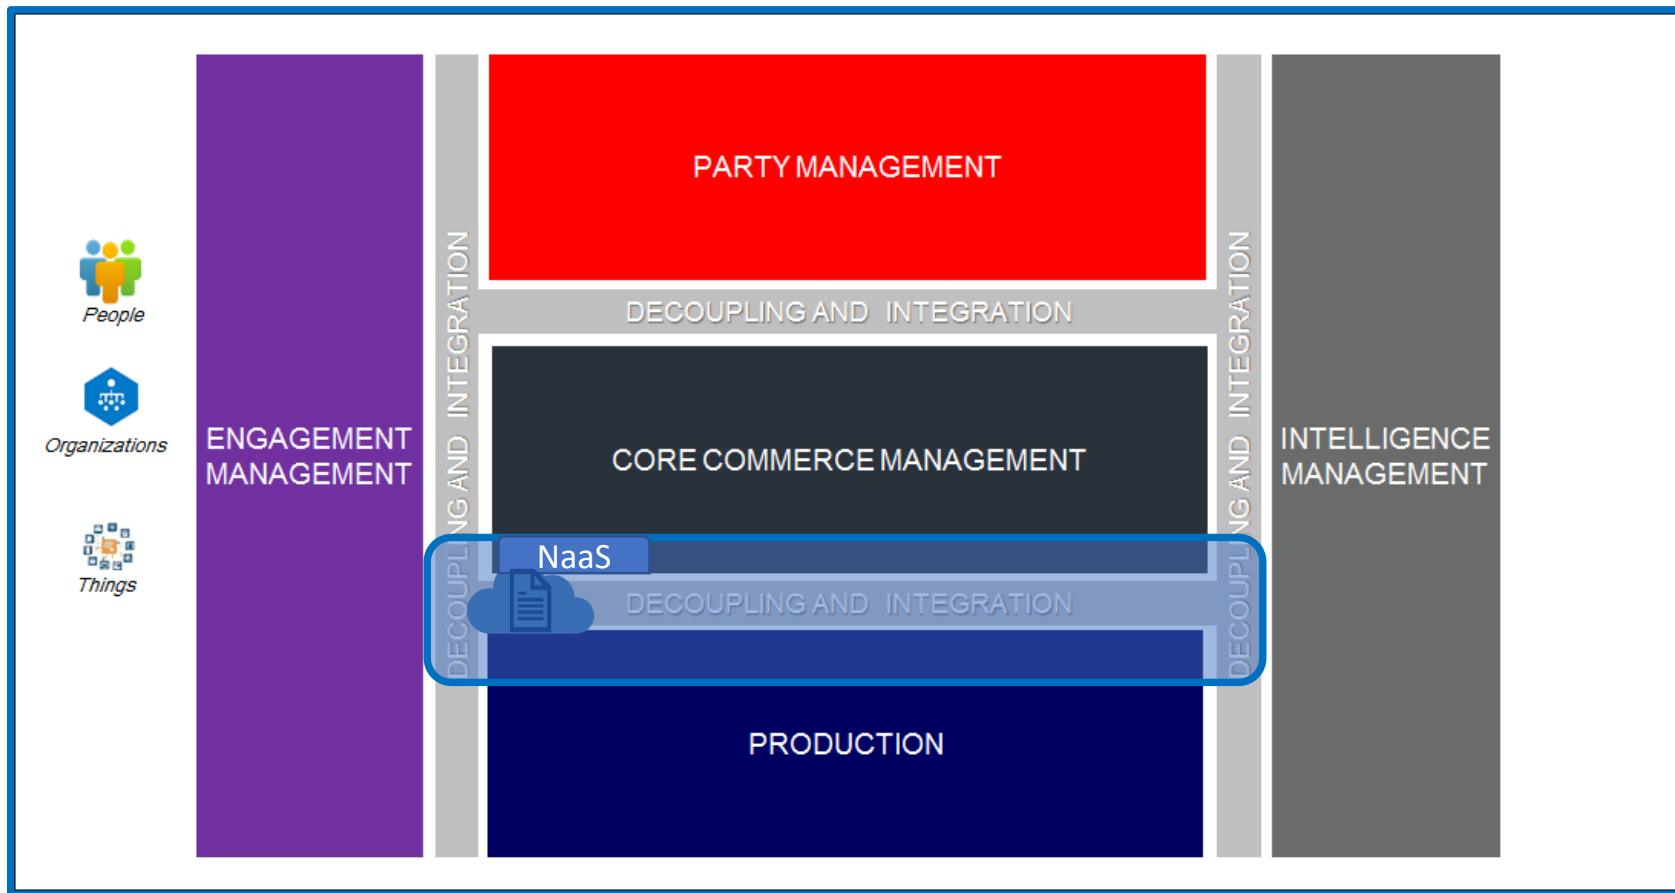 PARTY MANAGEMENT
People
DECOUPLING AND INTEGRATION
DECOUPLING AND INTEGRATION
DECOUPLING AND INTEGRATION
Organizations
ENGAGEMENT
MANAGEMENT
CORE COMMERCE MANAGEMENT
INTELLIGENCE
MANAGEMENT
NaaS
Things
DECOUPLING AND INTEGRATION
PRODUCTION